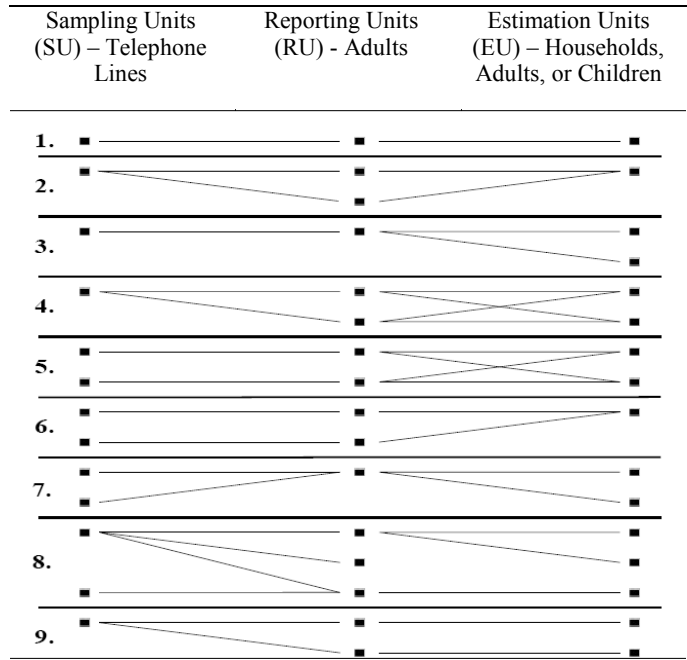 Sampling Units
(SU) – Telephone
Lines
Reporting Units
(RU) - Adults
Estimation Units
(EU) – Households,
Adults, or Children
1.
2.
3.
4.
5.
6.
7.
8.
9.